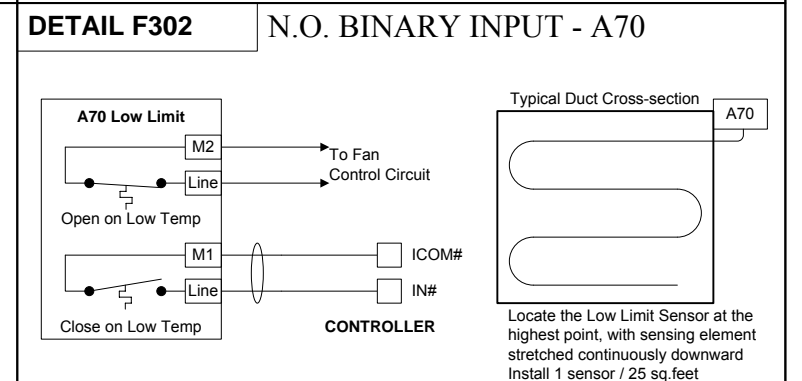 DETAIL F302
N.O. BINARY INPUT - A70
A70 Low Limit
M2
Line
To Fan
Control Circuit
Open on Low Temp
M1
ICOM#
Line
IN#
Close on Low Temp
CONTROLLER
Typical Duct Cross-section
A70
Locate the Low Limit Sensor at the
highest point, with sensing element
stretched continuously downward
Install 1 sensor / 25 sq.feet